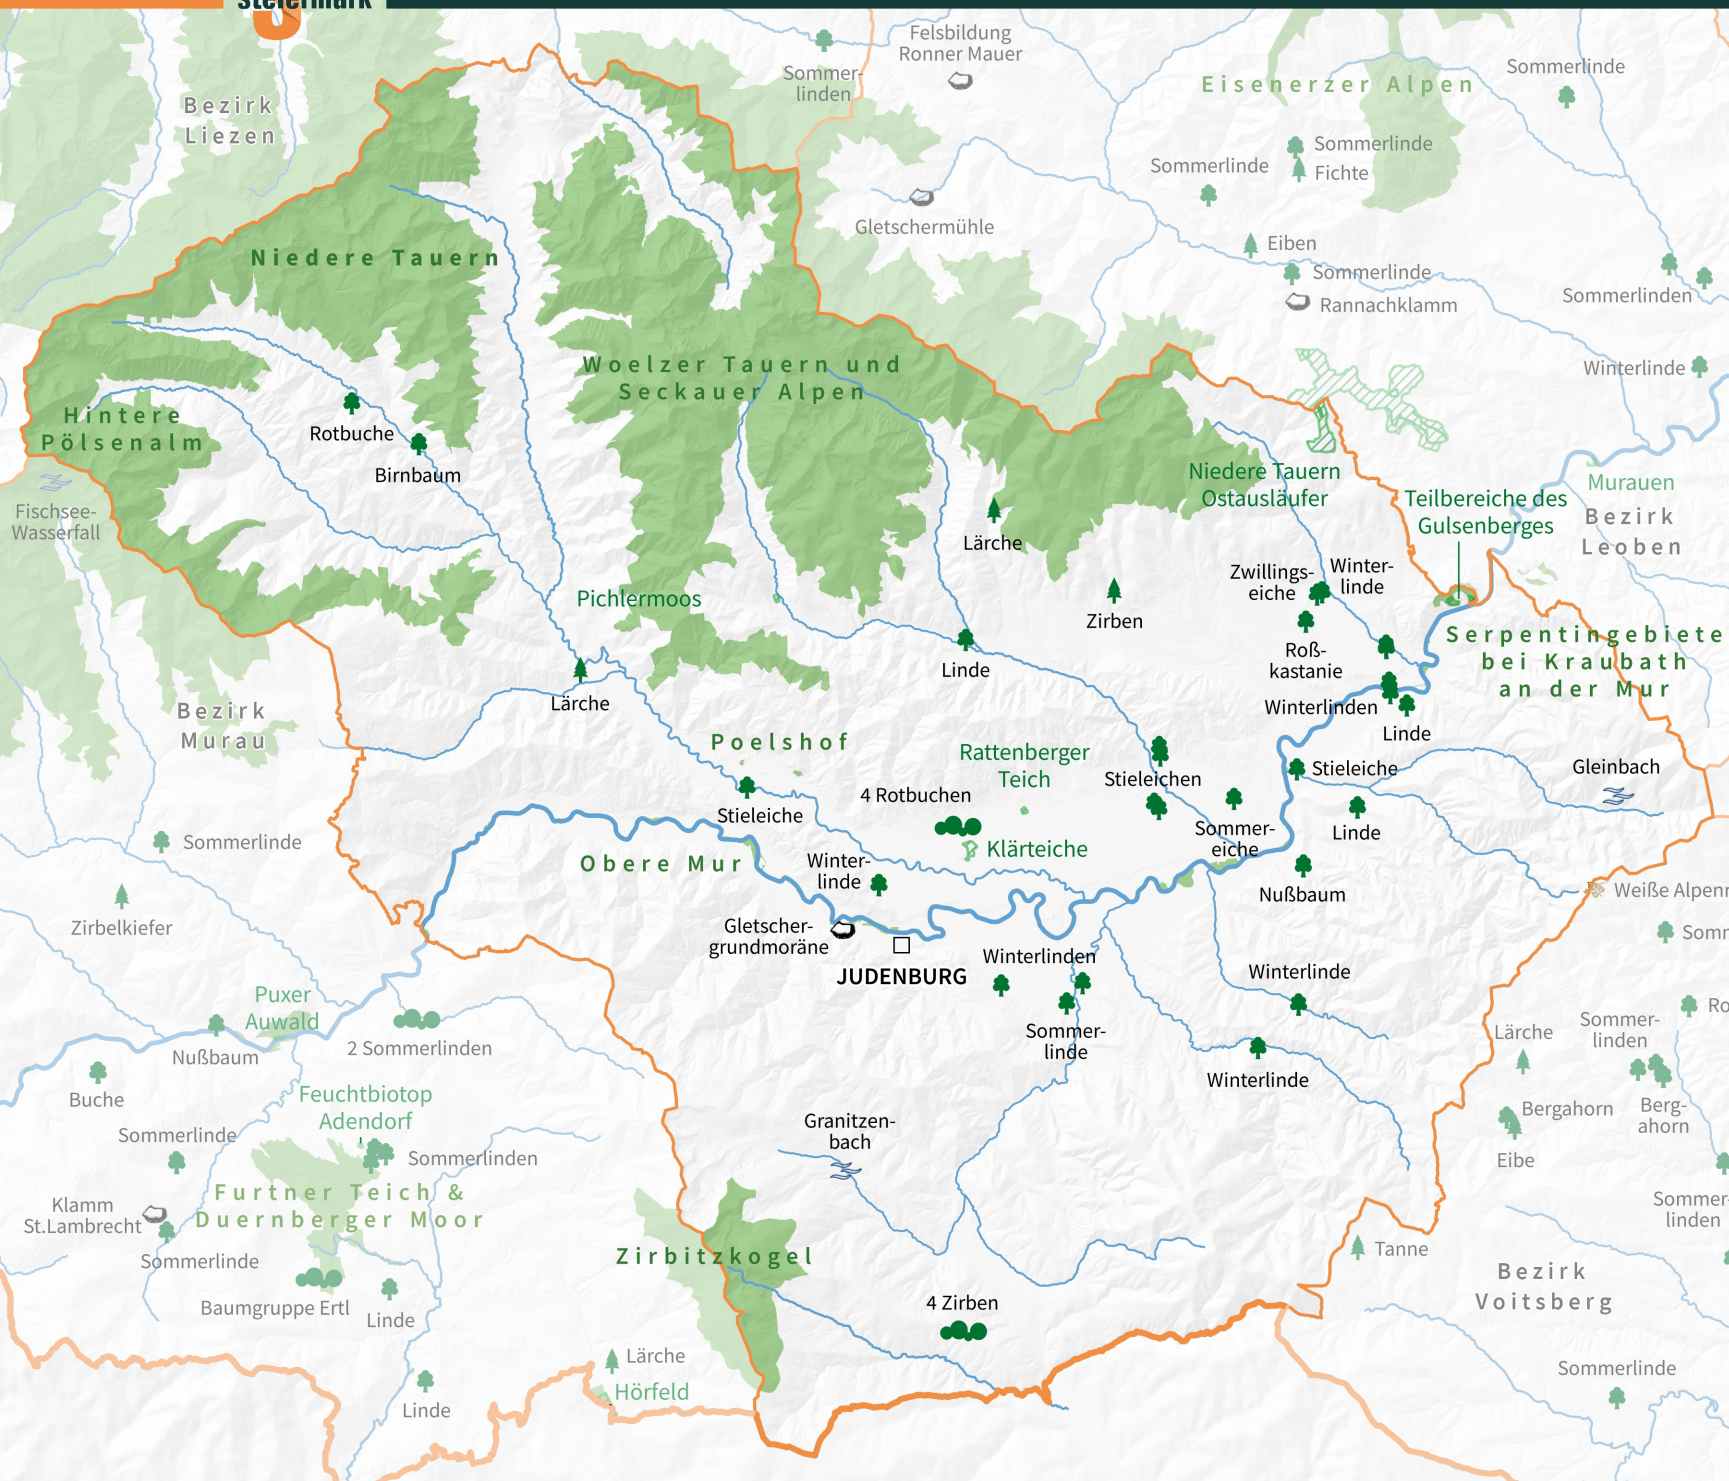 Steiermark
Felsbildung
Ronner Mauer
Sommer-
linden
Eisenerzer Alpen
Sommerlinde
Bezirk
Liezen
Sommerlinde
Fichte
Sommerlinde
Gletschermühle
Eiben
Sommerlinde
Rannachklamm
Sommerlinden
Niedere Tauern
Woelzer Tauern und
Seckauer Alpen
Winterlinde
Hintere
Pölsenalm
Rotbuche
Birnbaum
Fischsee-
Wasserfall
Niedere Tauern
Ostausläufer
Murauen
Teilbereiche des
Gulsenberges
Bezirk
Leoben
Lärche
Zwillings-
eiche
Winter-
linde
Pichlermoos
Zirben
Roß-
kastanie
Serpentingebiete
bei Kraubath
an der Mur
Linde
Lärche
Winterlinden
Linde
Bezirk
Murau
Poelshof
Rattenberger
Teich
Stieleichen
Stieleiche
Gleinbach
4 Rotbuchen
Stieleiche
Sommer-
eiche
Linde
Sommerlinde
Obere Mur
Klärteiche
Winter-
linde
Nußbaum
Weiße Alpenr
Zirbelkiefer
Gletscher-
grundmoräne
Somm
JUDENBURG
Winterlinden
Winterlinde
Puxer
Auwald
Sommer-
linde
Ro
Lärche
Sommer-
linden
Nußbaum
2 Sommerlinden
Winterlinde
Buche
Feuchtbiotop
Adendorf
Bergahorn
Berg-
ahorn
Sommerlinde
Granitzen-
bach
Sommerlinden
Eibe
Klamm
St.Lambrecht
Furtner Teich &
Duernberger Moor
Sommer-
linden
Sommerlinde
Zirbitzkogel
Tanne
Bezirk
Voitsberg
Baumgruppe Ertl
Linde
4 Zirben
Lärche
Hörfeld
Sommerlinde
Linde